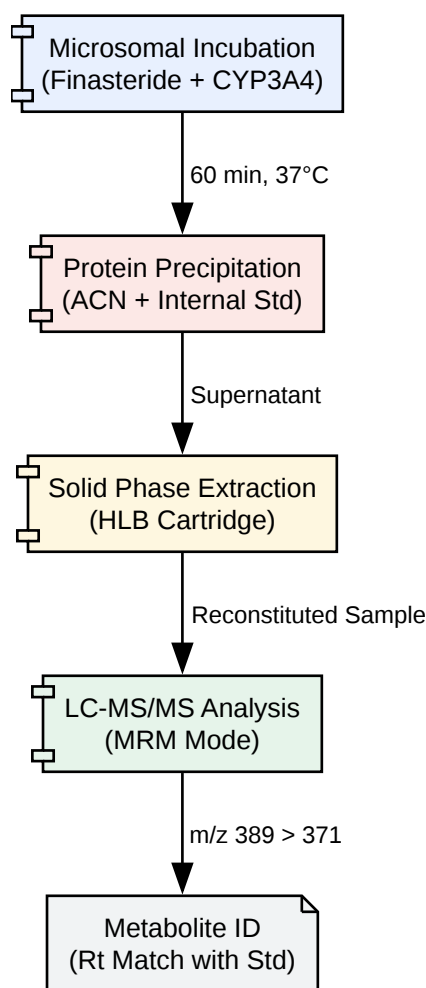 Microsomal Incubation
(Finasteride + CYP3A4)
60 min, 37°C
Protein Precipitation
(ACN + Internal Std)
Supernatant
Solid Phase Extraction
(HLB Cartridge)
Reconstituted Sample
LC-MS/MS Analysis
(MRM Mode)
m/z 389 > 371
Metabolite ID
(Rt Match with Std)